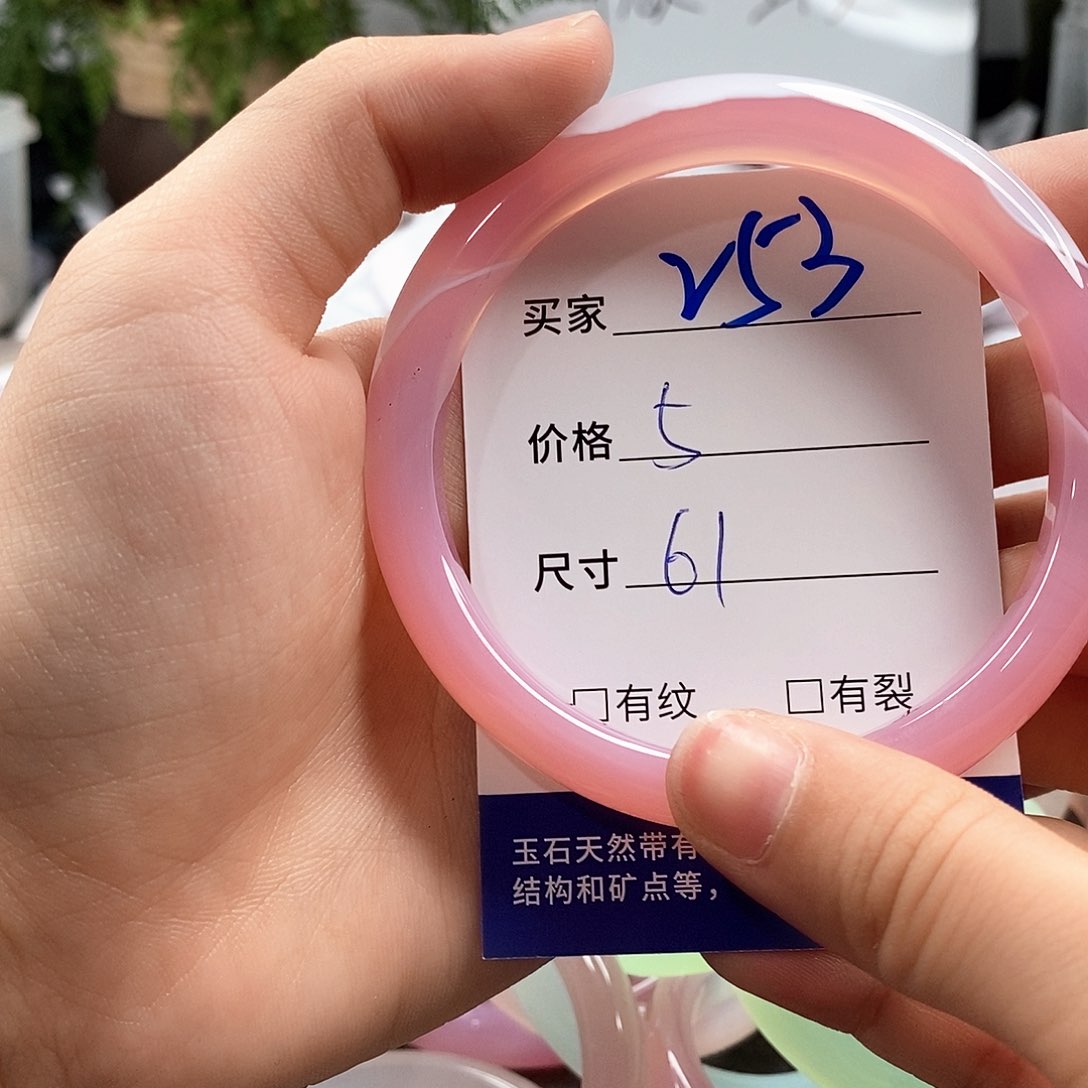 买家 V53
价格 5
尺寸 61
□有纹 □有裂
玉石天然带有
结构和矿点等，